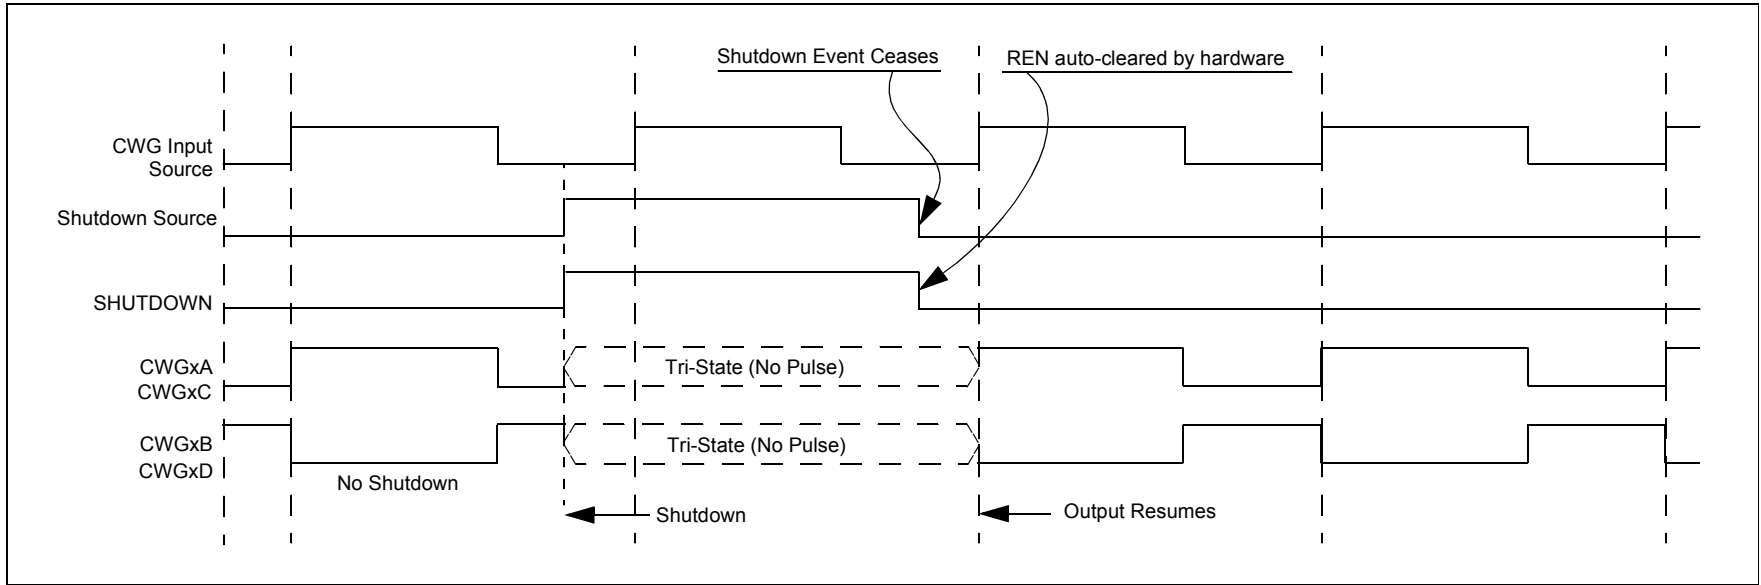 Shutdown Event Ceases
REN auto-cleared by hardware
CWG Input
Source
Shutdown Source
SHUTDOWN
CWGxA
CWGxC
Tri-State (No Pulse)
CWGxB
CWGxD
Tri-State (No Pulse)
No Shutdown
Shutdown
Output Resumes